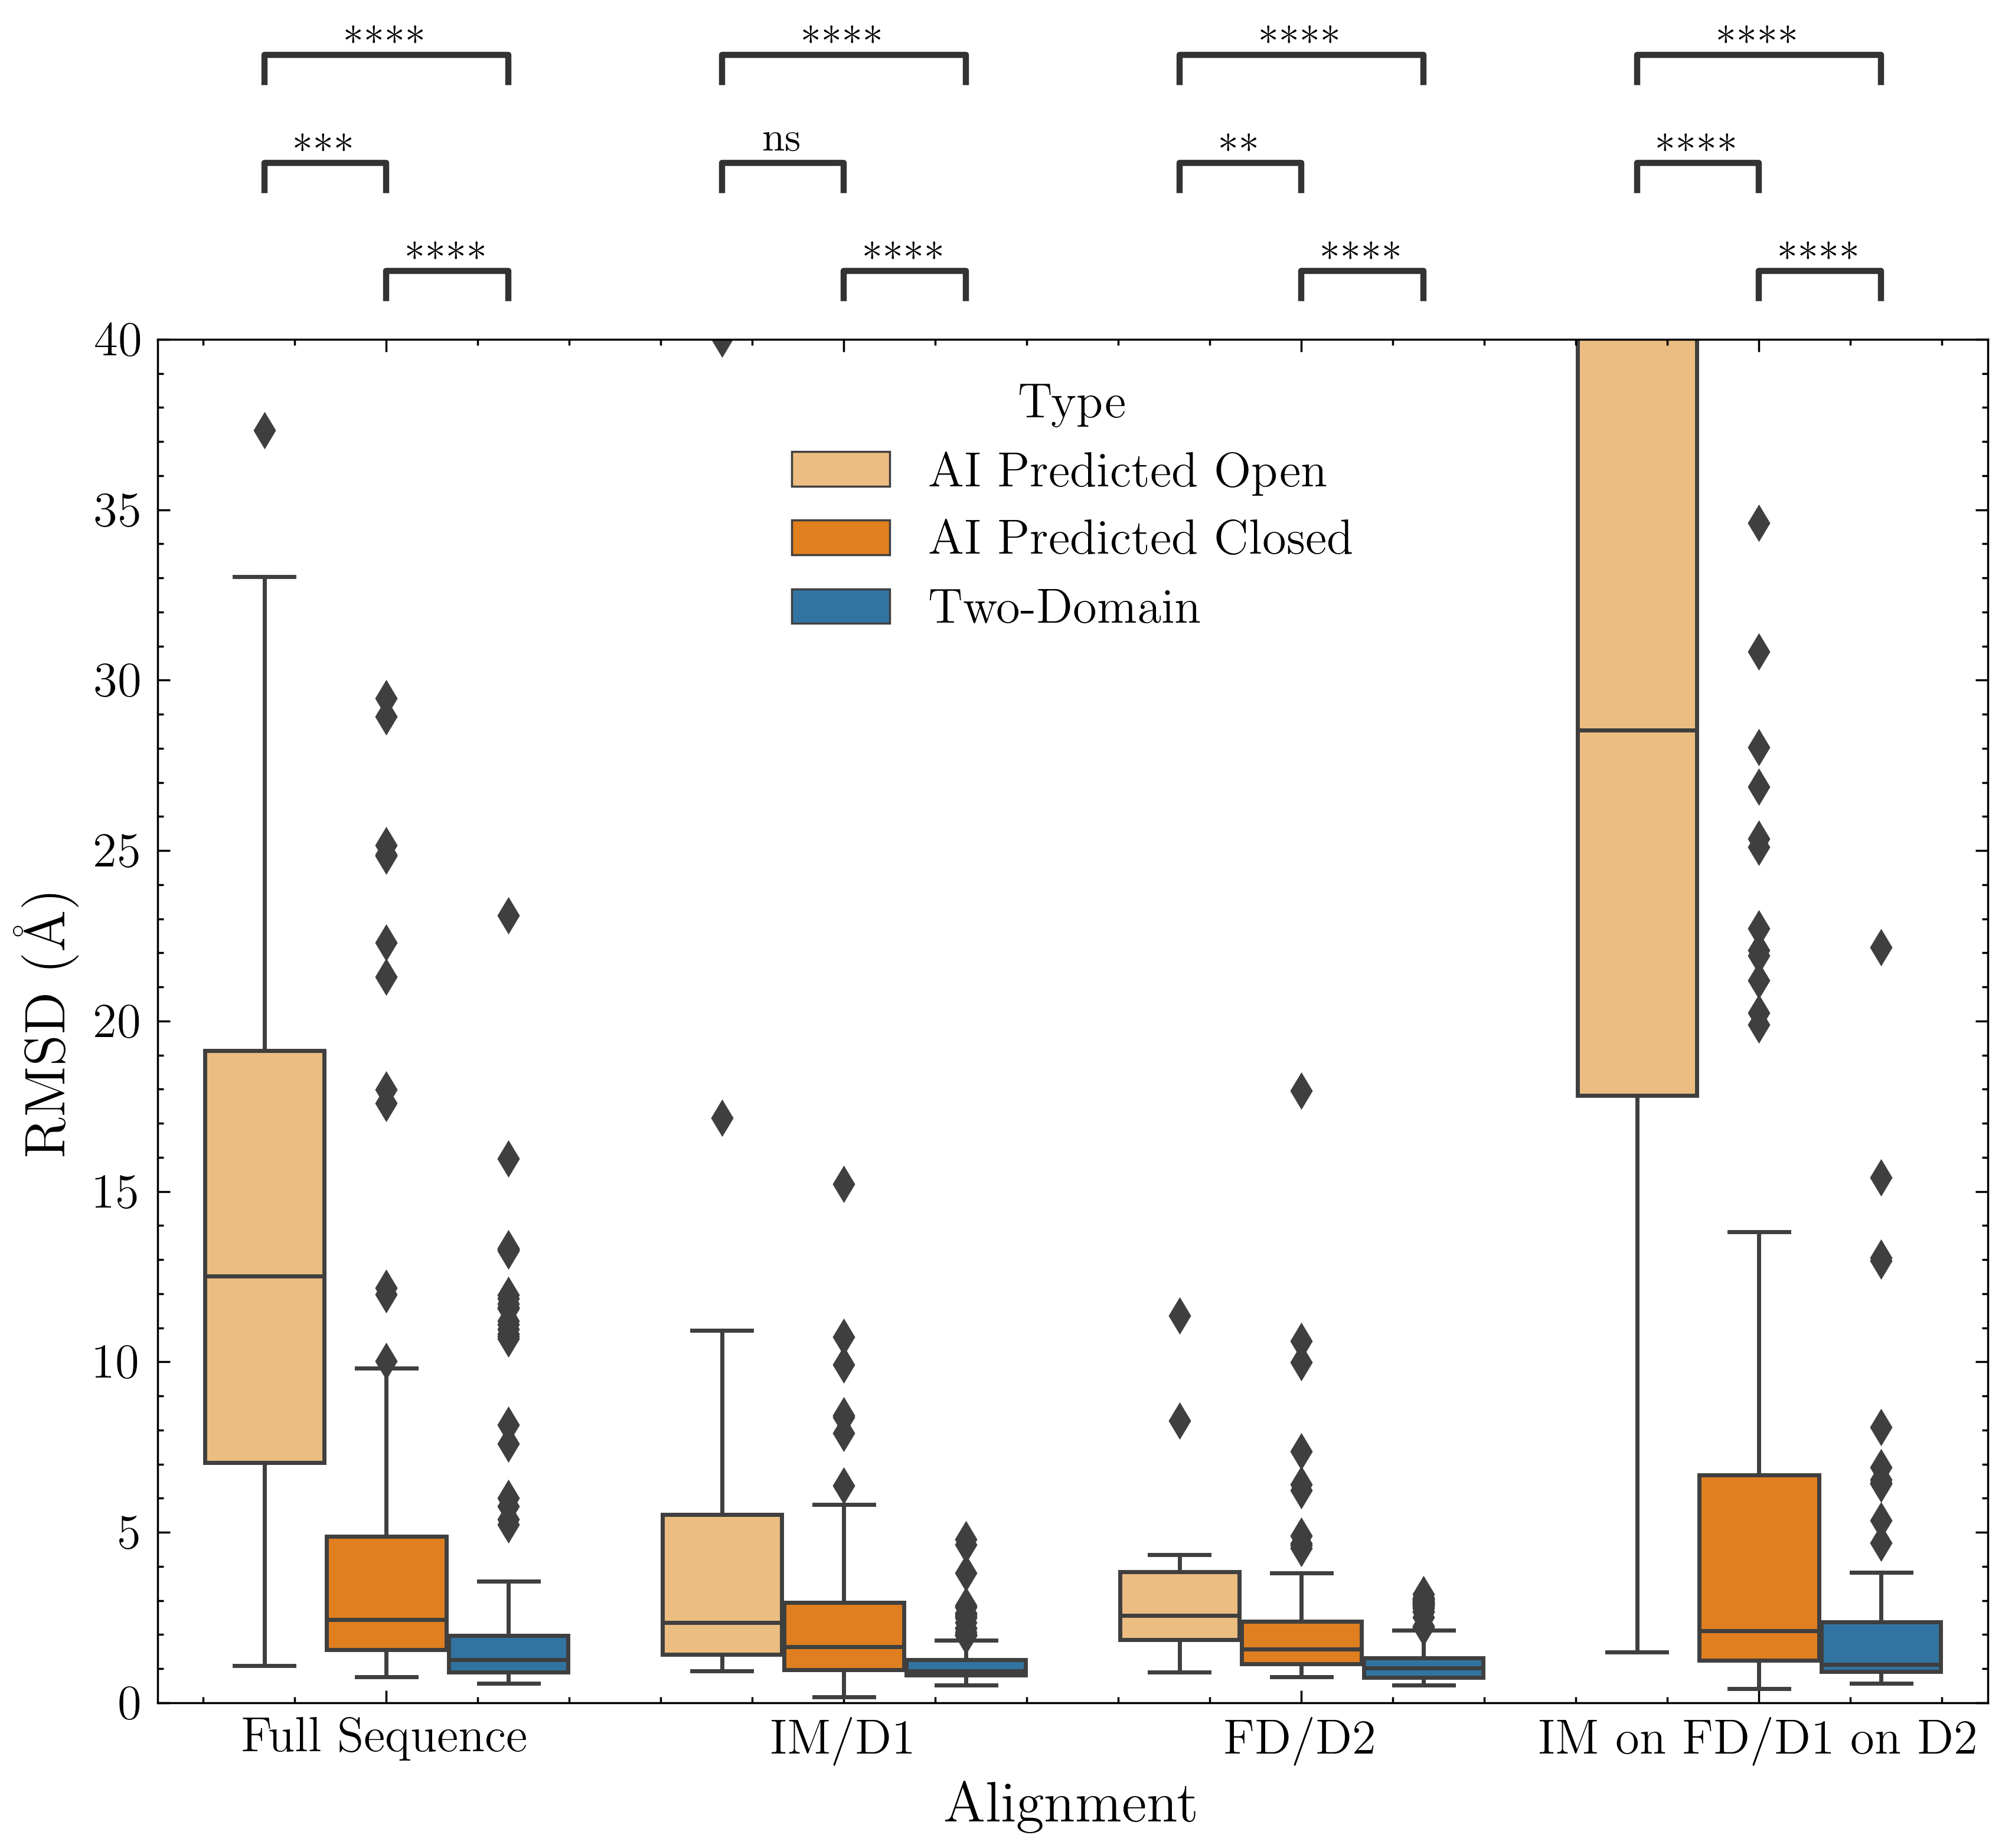 **** **** **** ****
*** ns ** ****
**** **** **** ****
40
35
30
25
20
15
10
5
0
RMSD (Å)
Type
AI Predicted Open
AI Predicted Closed
Two-Domain
Full Sequence IM/D1 FD/D2 IM on FD/D1 on D2
Alignment